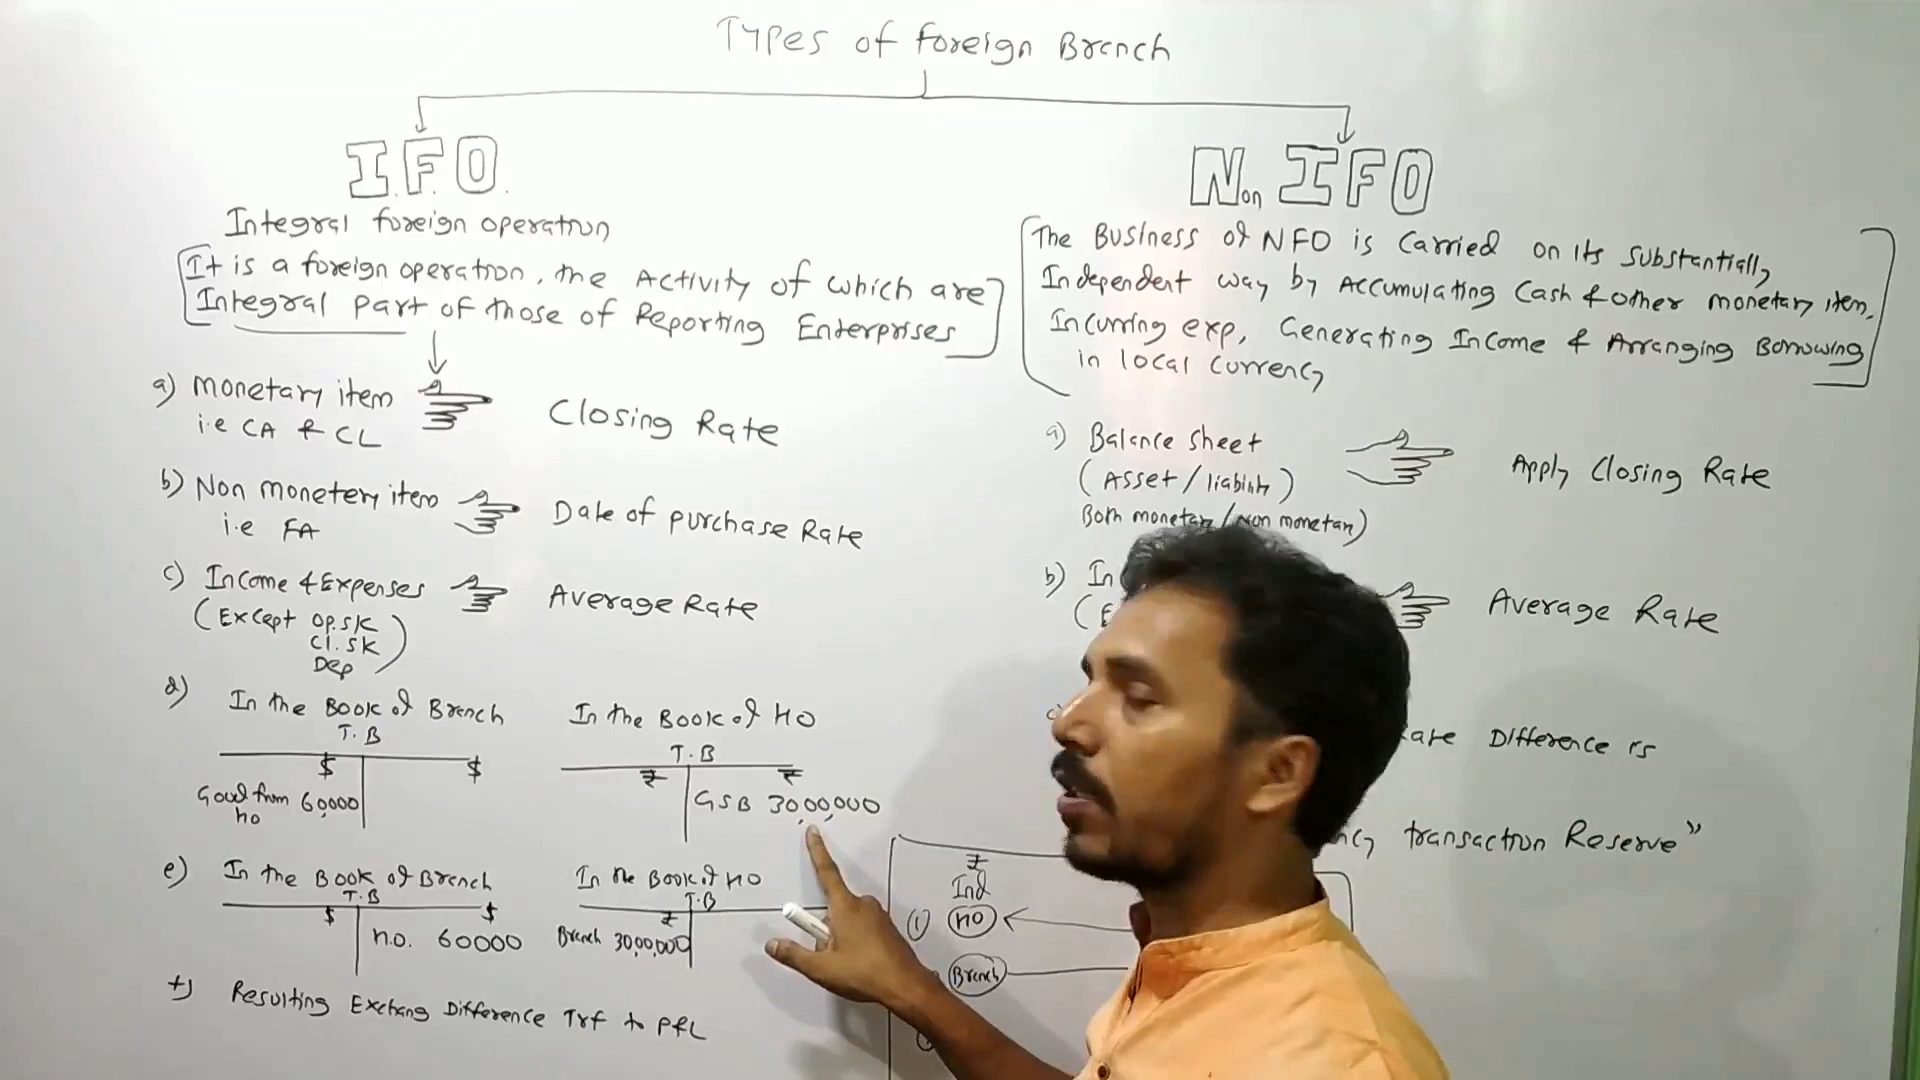 Types of Foreign Branch
I.F.O.
Integral foreign operation
It is a foreign operation, the Activity of which are
Integral part of those of Reporting Enterprises
a) Monetary item
i.e CA & CL
Closing Rate
b) Non monetery item
i.e FA
Date of purchase Rate
c) Income & Expenses
(Except op.sk
cl.sk
Dep)
Average Rate
d) In the Book of Branch
T.B
$ $
Good from 60,000
HO
In the Book of HO
T.B
₹ ₹
GSB 30,00,000
e) In the Book of Branch
T.B
$ $
H.O. 60000
In the Book of HO
T.B
₹
Branch 30,00,000
f) Resulting Exchang Difference Trf to P&L
Non IFO
The Business of NFO is Carried on its substantially
Independent way by Accumulating Cash & other monetary item,
Incurring exp, Generating Income & Arranging Borrowing
in local currency
a) Balance sheet
(Asset/liability)
Both monetary/Non monetary)
Apply Closing Rate
b) In
(E
Average Rate
Difference is
transaction Reserve"
₹
Ind
① HO
Branch